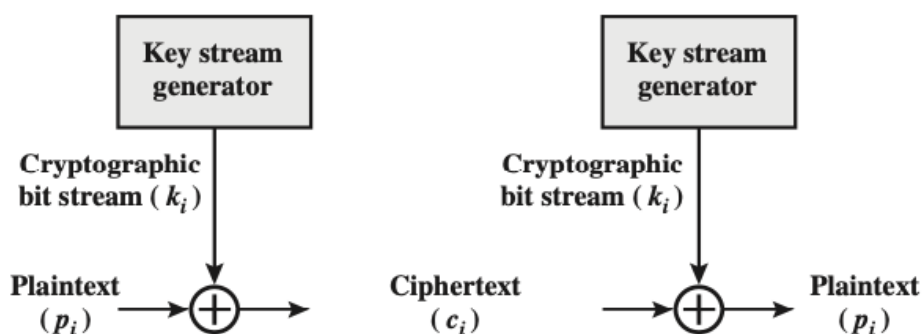 Key stream
generator
Key stream
generator
Cryptographic
bit stream ( k_i )
Cryptographic
bit stream ( k_i )
Plaintext
( p_i )
Ciphertext
( c_i )
Plaintext
( p_i )